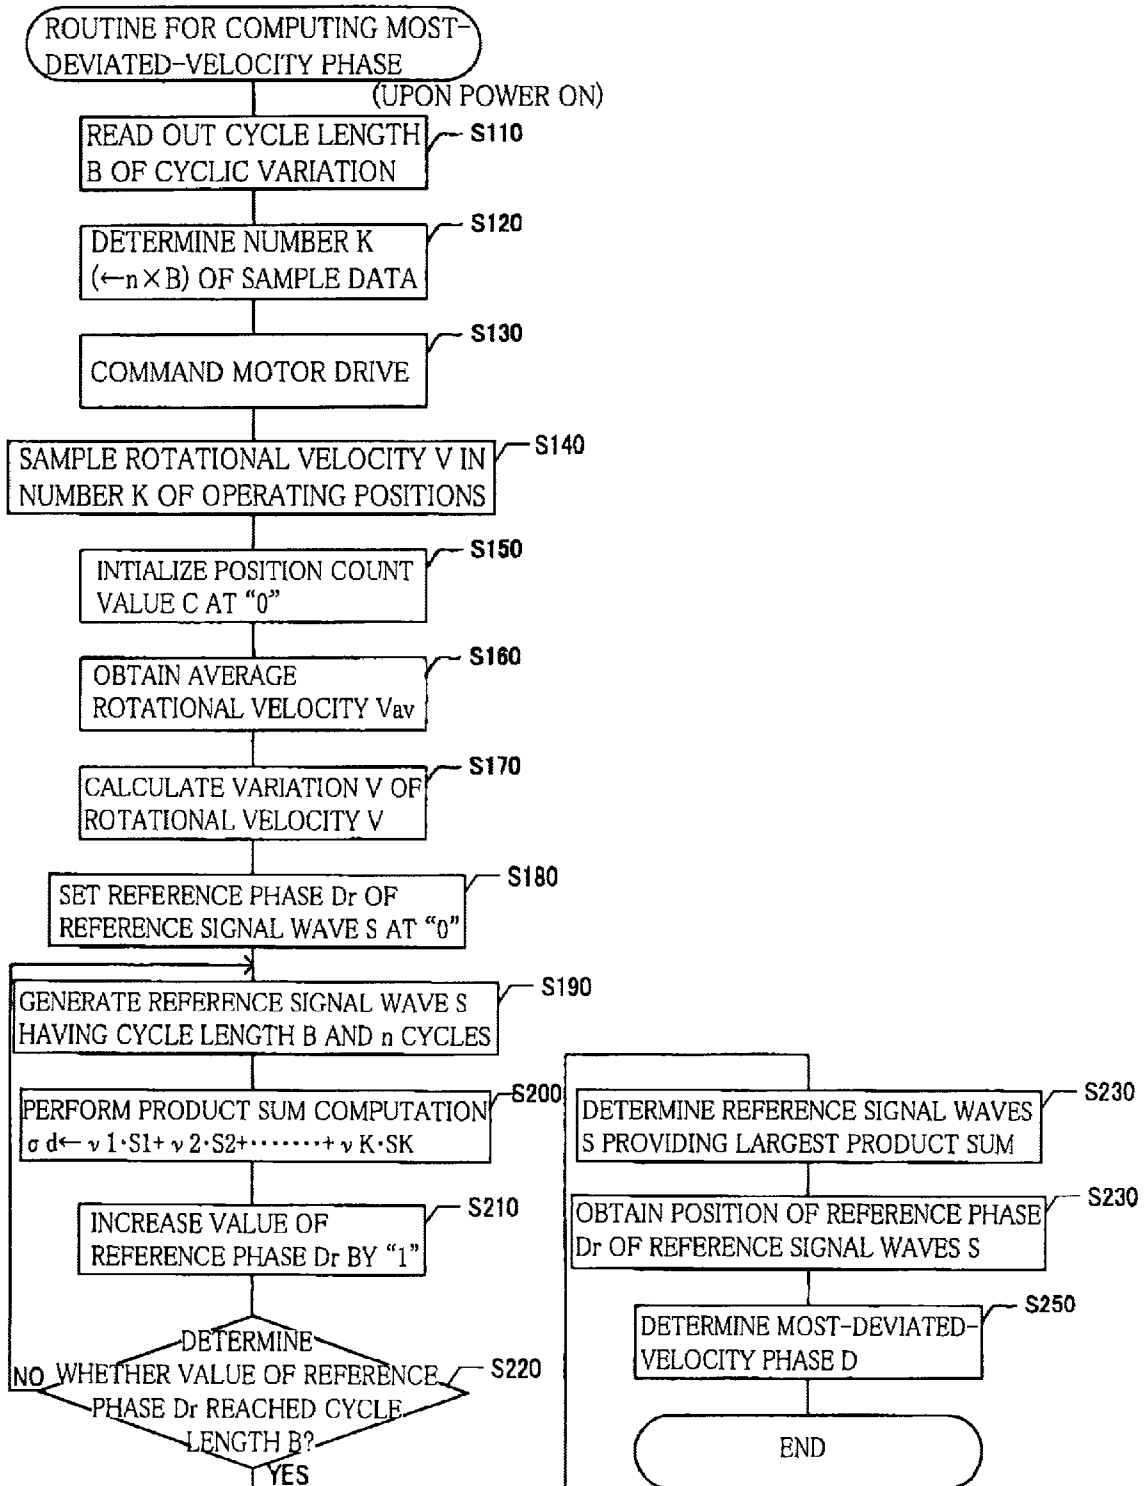 ROUTINE FOR COMPUTING MOST-
DEVIATED-VELOCITY PHASE
(UPON POWER ON)
READ OUT CYCLE LENGTH
B OF CYCLIC VARIATION
S110
DETERMINE NUMBER K
(←n×B) OF SAMPLE DATA
S120
COMMAND MOTOR DRIVE
S130
SAMPLE ROTATIONAL VELOCITY V IN
NUMBER K OF OPERATING POSITIONS
S140
INTIALIZE POSITION COUNT
VALUE C AT “0”
S150
OBTAIN AVERAGE
ROTATIONAL VELOCITY Vav
S160
CALCULATE VARIATION V OF
ROTATIONAL VELOCITY V
S170
SET REFERENCE PHASE Dr OF
REFERENCE SIGNAL WAVE S AT “0”
S180
GENERATE REFERENCE SIGNAL WAVE S
HAVING CYCLE LENGTH B AND n CYCLES
S190
PERFORM PRODUCT SUM COMPUTATION
σ d← ν 1·S1+ ν 2·S2+·······+ ν K·SK
S200
INCREASE VALUE OF
REFERENCE PHASE Dr BY “1”
S210
DETERMINE
WHETHER VALUE OF REFERENCE
PHASE Dr REACHED CYCLE
LENGTH B?
S220
NO
YES
DETERMINE REFERENCE SIGNAL WAVES
S PROVIDING LARGEST PRODUCT SUM
S230
OBTAIN POSITION OF REFERENCE PHASE
Dr OF REFERENCE SIGNAL WAVES S
S230
DETERMINE MOST-DEVIATED-
VELOCITY PHASE D
S250
END